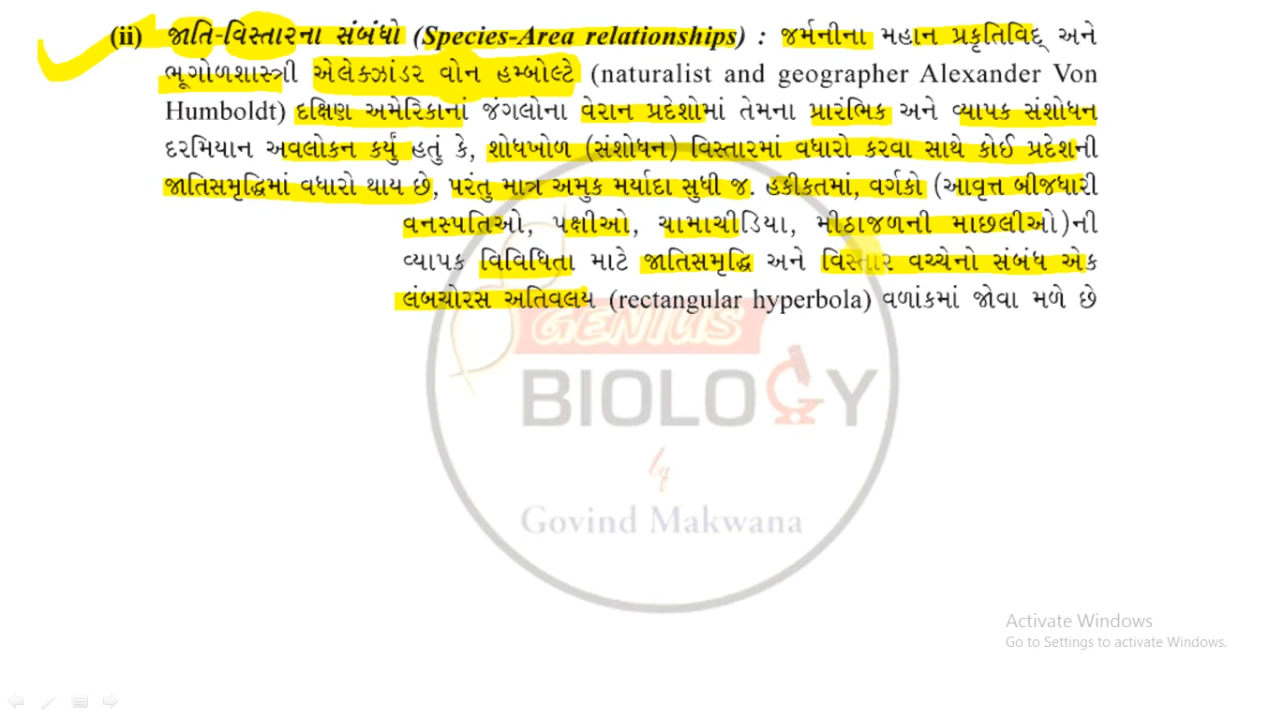 (ii) જાતિ-વિસ્તારના સંબંધો (Species-Area relationships) : જર્મનીના મહાન પ્રકૃતિવિદ્ અને
ભૂગોળશાસ્ત્રી એલેક્ઝાંડર વોન હમ્બોલ્ટે (naturalist and geographer Alexander Von
Humboldt) દક્ષિણ અમેરિકાનાં જંગલોના વેરાન પ્રદેશોમાં તેમના પ્રારંભિક અને વ્યાપક સંશોધન
દરમિયાન અવલોકન કર્યું હતું કે, શોધખોળ (સંશોધન) વિસ્તારમાં વધારો કરવા સાથે કોઈ પ્રદેશની
જાતિસમૃદ્ધિમાં વધારો થાય છે, પરંતુ માત્ર અમુક મર્યાદા સુધી જ. હકીકતમાં, વર્ગકો (આવૃત્ત બીજધારી
વનસ્પતિઓ, પક્ષીઓ, ચામાચીડિયા, મીઠાજળની માછલીઓ)ની
વ્યાપક વિવિધિતા માટે જાતિસમૃદ્ધિ અને વિસ્તાર વચ્ચેનો સંબંધ એક
લંબચોરસ અતિવલય (rectangular hyperbola) વળાંકમાં જોવા મળે છે
GENIUS
BIOLOGY
by
Govind Makwana
Activate Windows
Go to Settings to activate Windows.